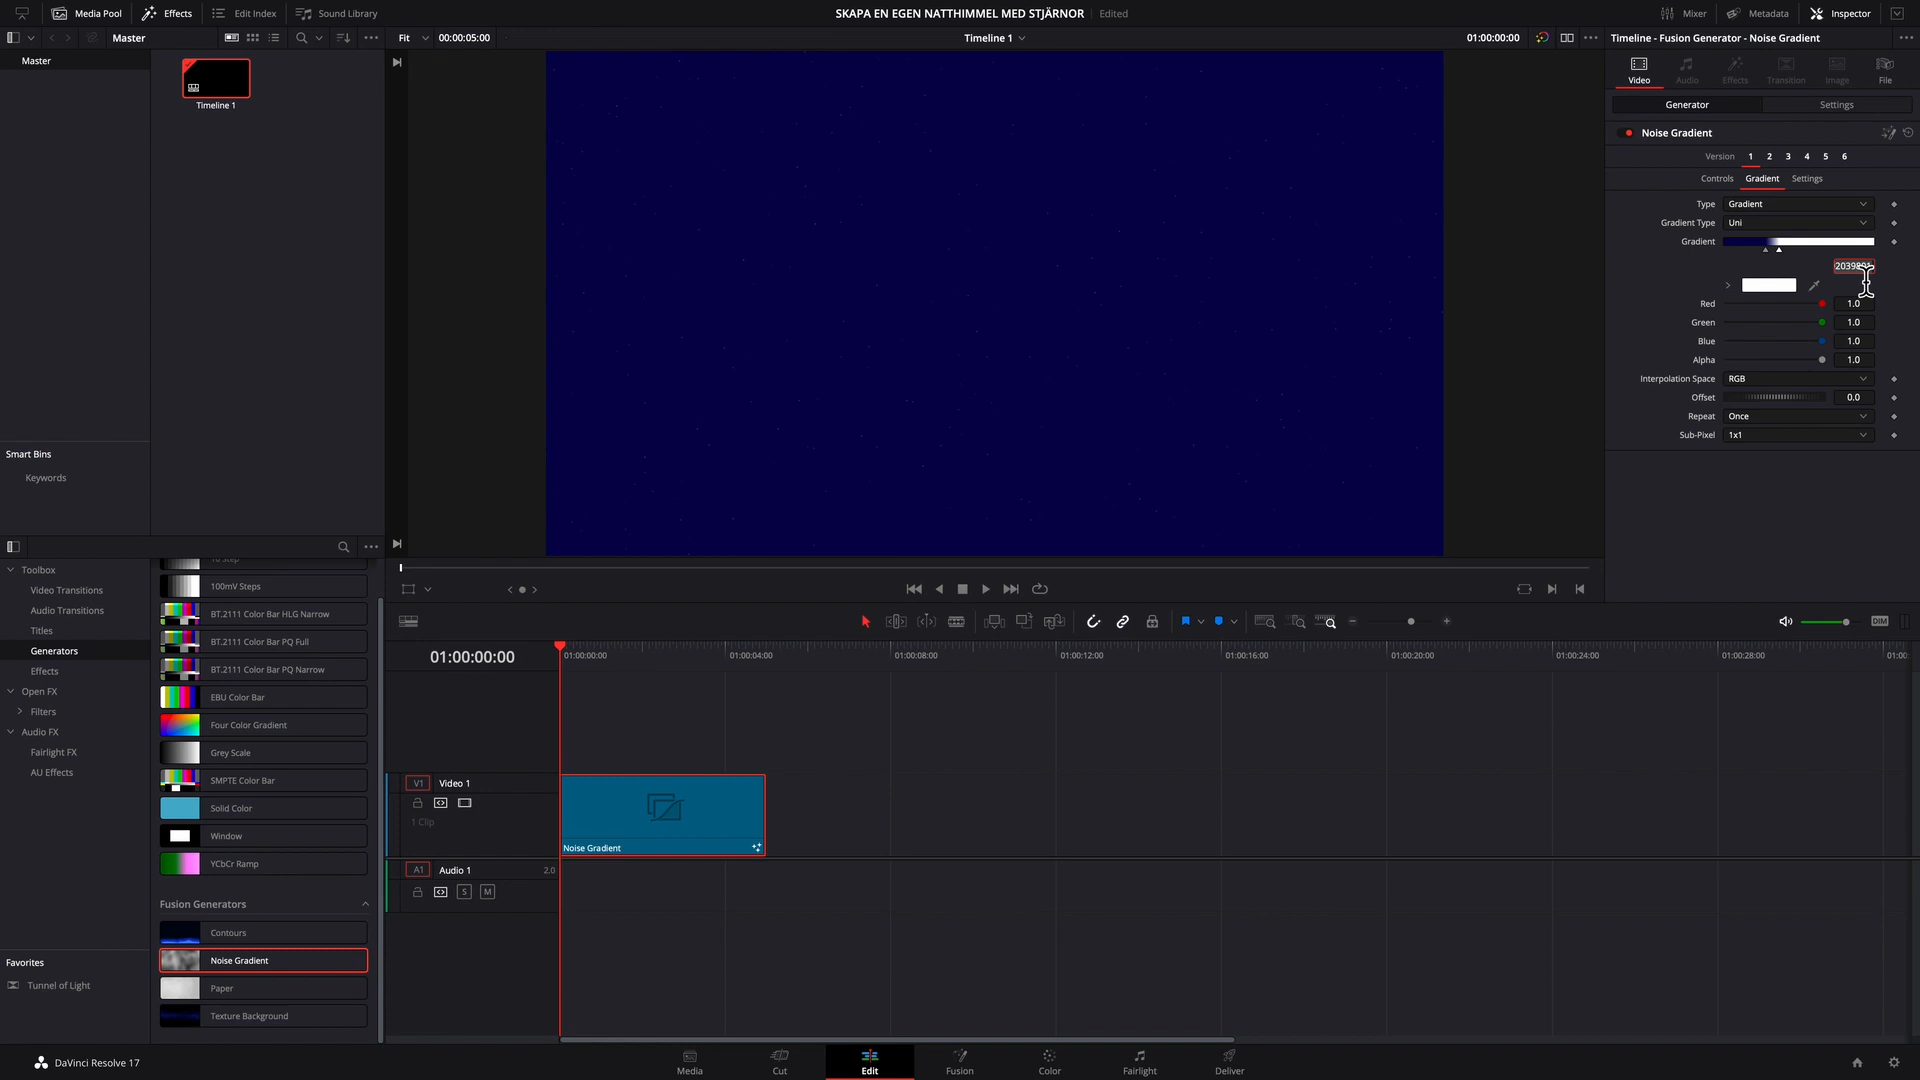 Media Pool
Effects
Edit Index
Sound Library
SKAPA EN EGEN NATTHIMMEL MED STJÄRNOR
Edited
Mixer
Metadata
Inspector
Master
Fit
00:00:05:00
Timeline 1
01:00:00:00
Timeline - Fusion Generator - Noise Gradient
Master
Timeline 1
Video
Audio
Effects
Transition
Image
File
Generator
Settings
Noise Gradient
Version 1 2 3 4 5 6
Controls
Gradient
Settings
Type
Gradient
Gradient Type
Uni
Gradient
Red
1.0
Green
1.0
Blue
1.0
Alpha
1.0
Interpolation Space
RGB
Offset
0.0
Repeat
Once
Sub-Pixel
1x1
Smart Bins
Keywords
Toolbox
Video Transitions
Audio Transitions
Titles
Generators
Effects
Open FX
Filters
Audio FX
Fairlight FX
AU Effects
Favorites
Tunnel of Light
100mV Steps
BT.2111 Color Bar HLG Narrow
BT.2111 Color Bar PQ Full
BT.2111 Color Bar PQ Narrow
EBU Color Bar
Four Color Gradient
Grey Scale
SMPTE Color Bar
Solid Color
Window
YCbCr Ramp
Fusion Generators
Contours
Noise Gradient
Paper
Texture Background
DIM
01:00:00:00
01:00:00:00
01:00:04:00
01:00:08:00
01:00:12:00
01:00:16:00
01:00:20:00
01:00:24:00
01:00:28:00
V1
Video 1
1 Clip
Noise Gradient
A1
Audio 1
2.0
S
M
DaVinci Resolve 17
Media
Cut
Edit
Fusion
Color
Fairlight
Deliver